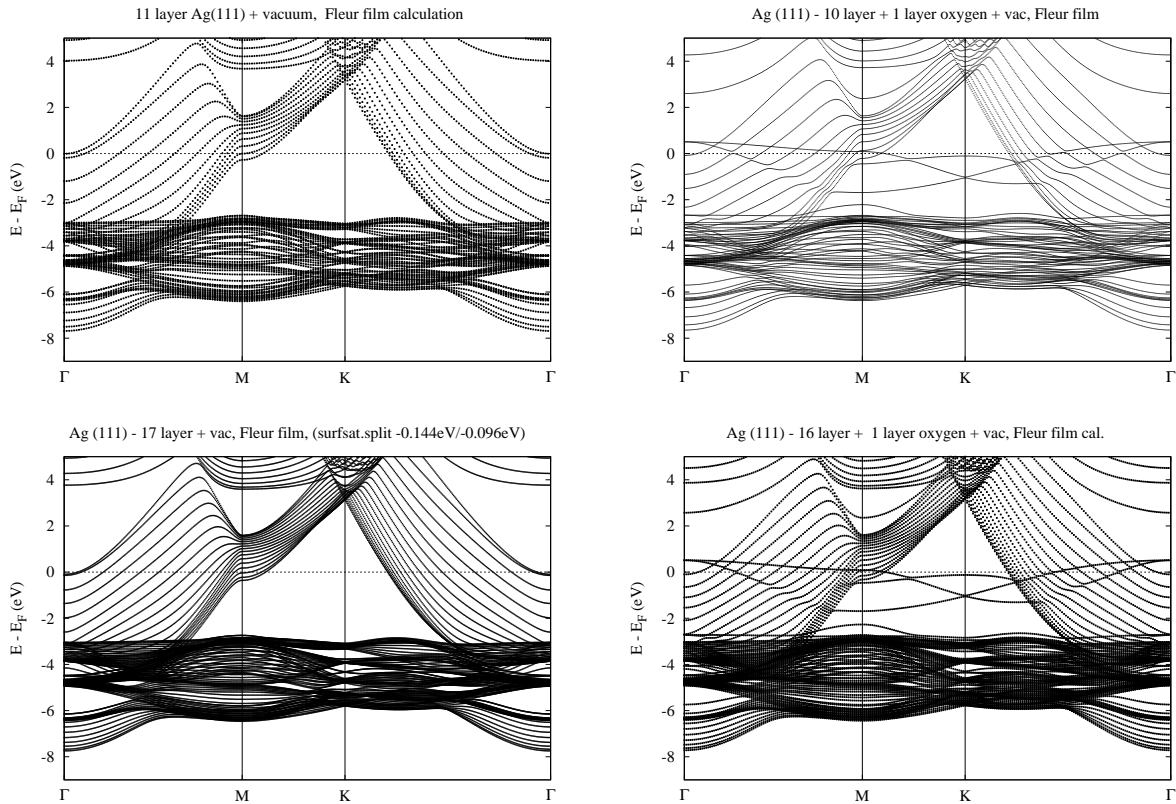 11 layer Ag(111) + vacuum,  Fleur film calculation
4
2
0
-2
-4
-6
-8
E - E_F (eV)
Γ M K Γ
Ag (111) - 10 layer + 1 layer oxygen + vac, Fleur film
4
2
0
-2
-4
-6
-8
E - E_F (eV)
Γ M K Γ
Ag (111) - 17 layer + vac, Fleur film, (surfsat.split -0.144eV/-0.096eV)
4
2
0
-2
-4
-6
-8
E - E_F (eV)
Γ M K Γ
Ag (111) - 16 layer +  1 layer oxygen + vac, Fleur film cal.
4
2
0
-2
-4
-6
-8
E - E_F (eV)
Γ M K Γ